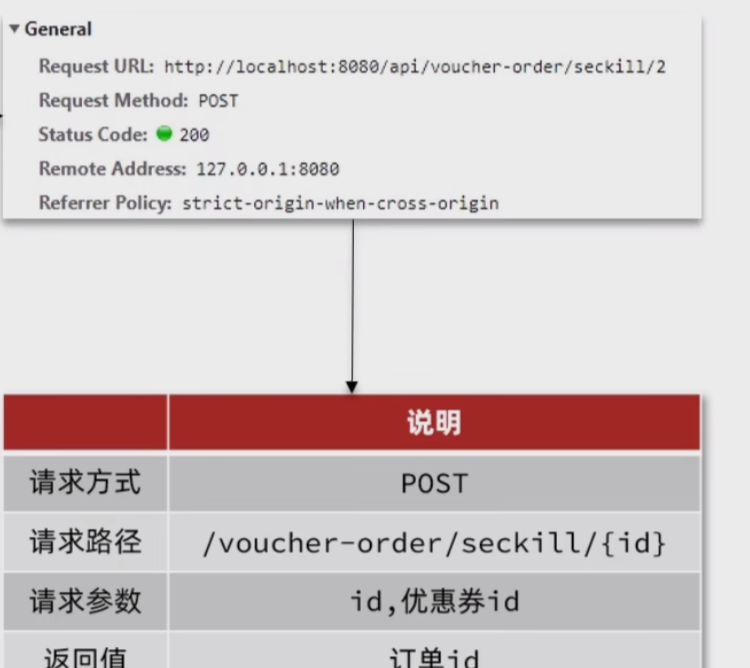 General
Request URL: http://localhost:8080/api/voucher-order/seckill/2
Request Method: POST
Status Code: 200
Remote Address: 127.0.0.1:8080
Referrer Policy: strict-origin-when-cross-origin
说明
请求方式 POST
请求路径 /voucher-order/seckill/{id}
请求参数 id,优惠券id
返回值 订单id